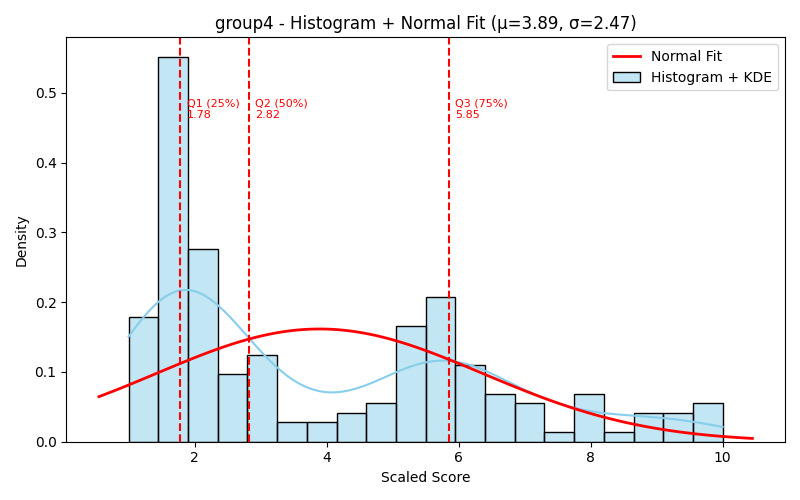 group4 - Histogram + Normal Fit (μ=3.89, σ=2.47)
Normal Fit
Histogram + KDE
Q1 (25%)
1.78
Q2 (50%)
2.82
Q3 (75%)
5.85
Density
0.5
0.4
0.3
0.2
0.1
0.0
2
4
6
8
10
Scaled Score